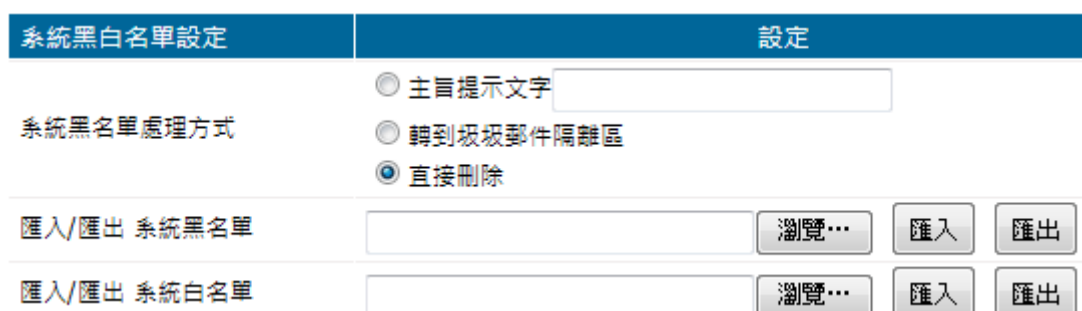 系統黑白名單設定 設定
主旨提示文字
系統黑名單處理方式
轉到圾圾郵件隔離區
直接刪除
匯入/匯出 系統黑名單 瀏覽… 匯入 匯出
匯入/匯出 系統白名單 瀏覽… 匯入 匯出